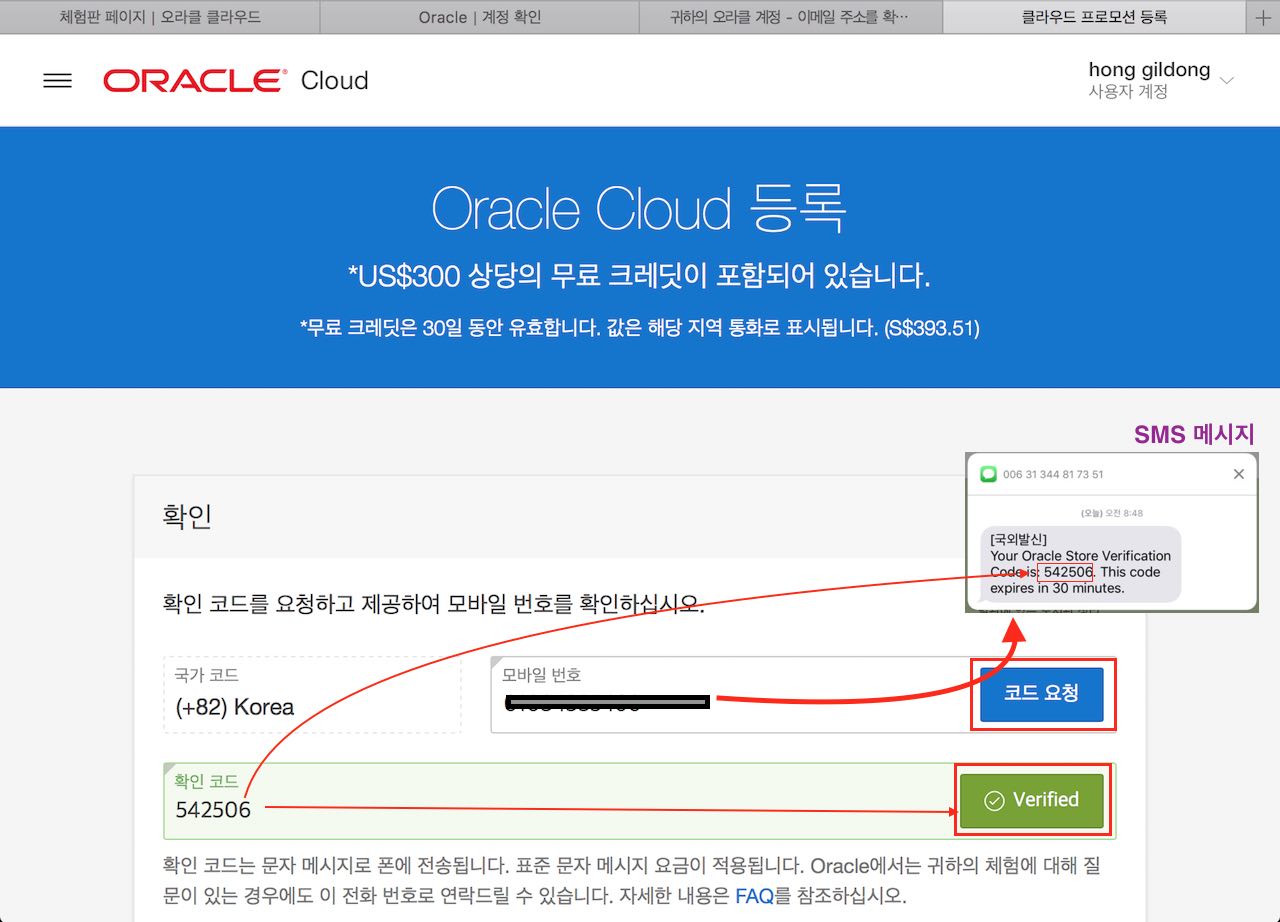 체험판 페이지 | 오라클 클라우드
Oracle | 계정 확인
귀하의 오라클 계정 - 이메일 주소를 확…
클라우드 프로모션 등록
ORACLE® Cloud
hong gildong
사용자 계정
Oracle Cloud 등록
*US$300 상당의 무료 크레딧이 포함되어 있습니다.
*무료 크레딧은 30일 동안 유효합니다. 값은 해당 지역 통화로 표시됩니다. (S$393.51)
SMS 메시지
006 31 344 81 73 51
(오늘) 오전 8:48
[국외발신]
Your Oracle Store Verification
Code is: 542506. This code
expires in 30 minutes.
확인
확인 코드를 요청하고 제공하여 모바일 번호를 확인하십시오.
국가 코드
(+82) Korea
모바일 번호
코드 요청
확인 코드
542506
Verified
확인 코드는 문자 메시지로 폰에 전송됩니다. 표준 문자 메시지 요금이 적용됩니다. Oracle에서는 귀하의 체험에 대해 질
문이 있는 경우에도 이 전화 번호로 연락드릴 수 있습니다. 자세한 내용은 FAQ를 참조하십시오.